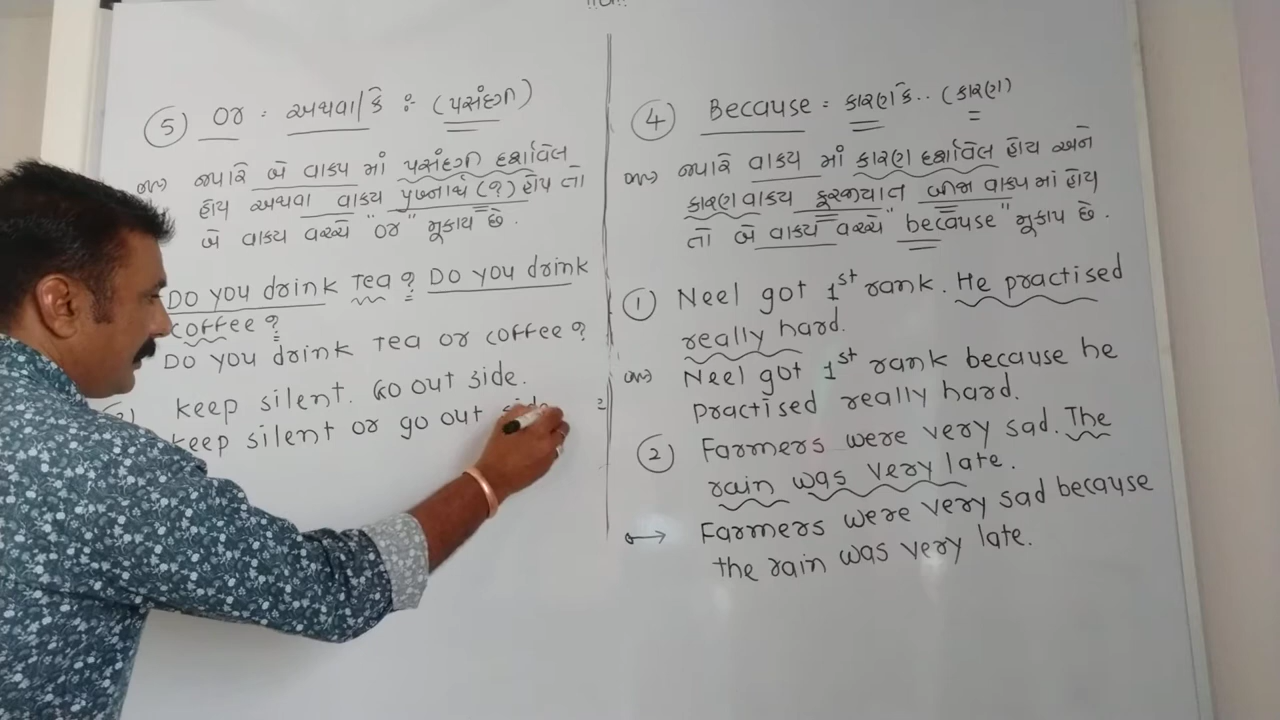 ⑤ Or : અથવા/કે ઃ- (પસંદગી)
જ્યારે બે વાક્ય માં પસંદગી દર્શાવેલ
હોય અથવા વાક્ય પ્રશ્નાર્થ (?) હોય તો
બે વાક્ય વચ્ચે "or" મૂકાય છે.
Do you drink Tea? Do you drink
coffee?
Do you drink Tea or coffee?
Keep silent. Go out side.
Keep silent or go out
④ Because = કારણ કે.. (કારણ)
જ્યારે વાક્ય માં કારણ દર્શાવેલ હોય અને
કારણ વાક્ય ફરજીયાત બીજા વાક્ય માં હોય
તો બે વાક્ય વચ્ચે "because" મૂકાય છે.
① Neel got 1st rank. He practised
really hard.
Neel got 1st rank because he
practised really hard.
② Farmers were very sad. The
rain was very late.
→ Farmers were very sad because
the rain was very late.